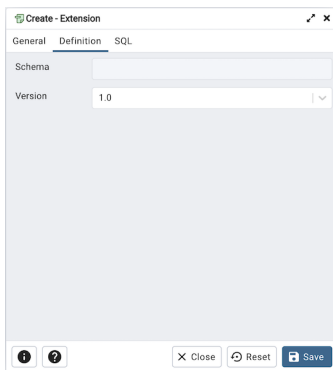 Create - Extension
General Definition SQL
Schema
Version 1.0
Close Reset Save